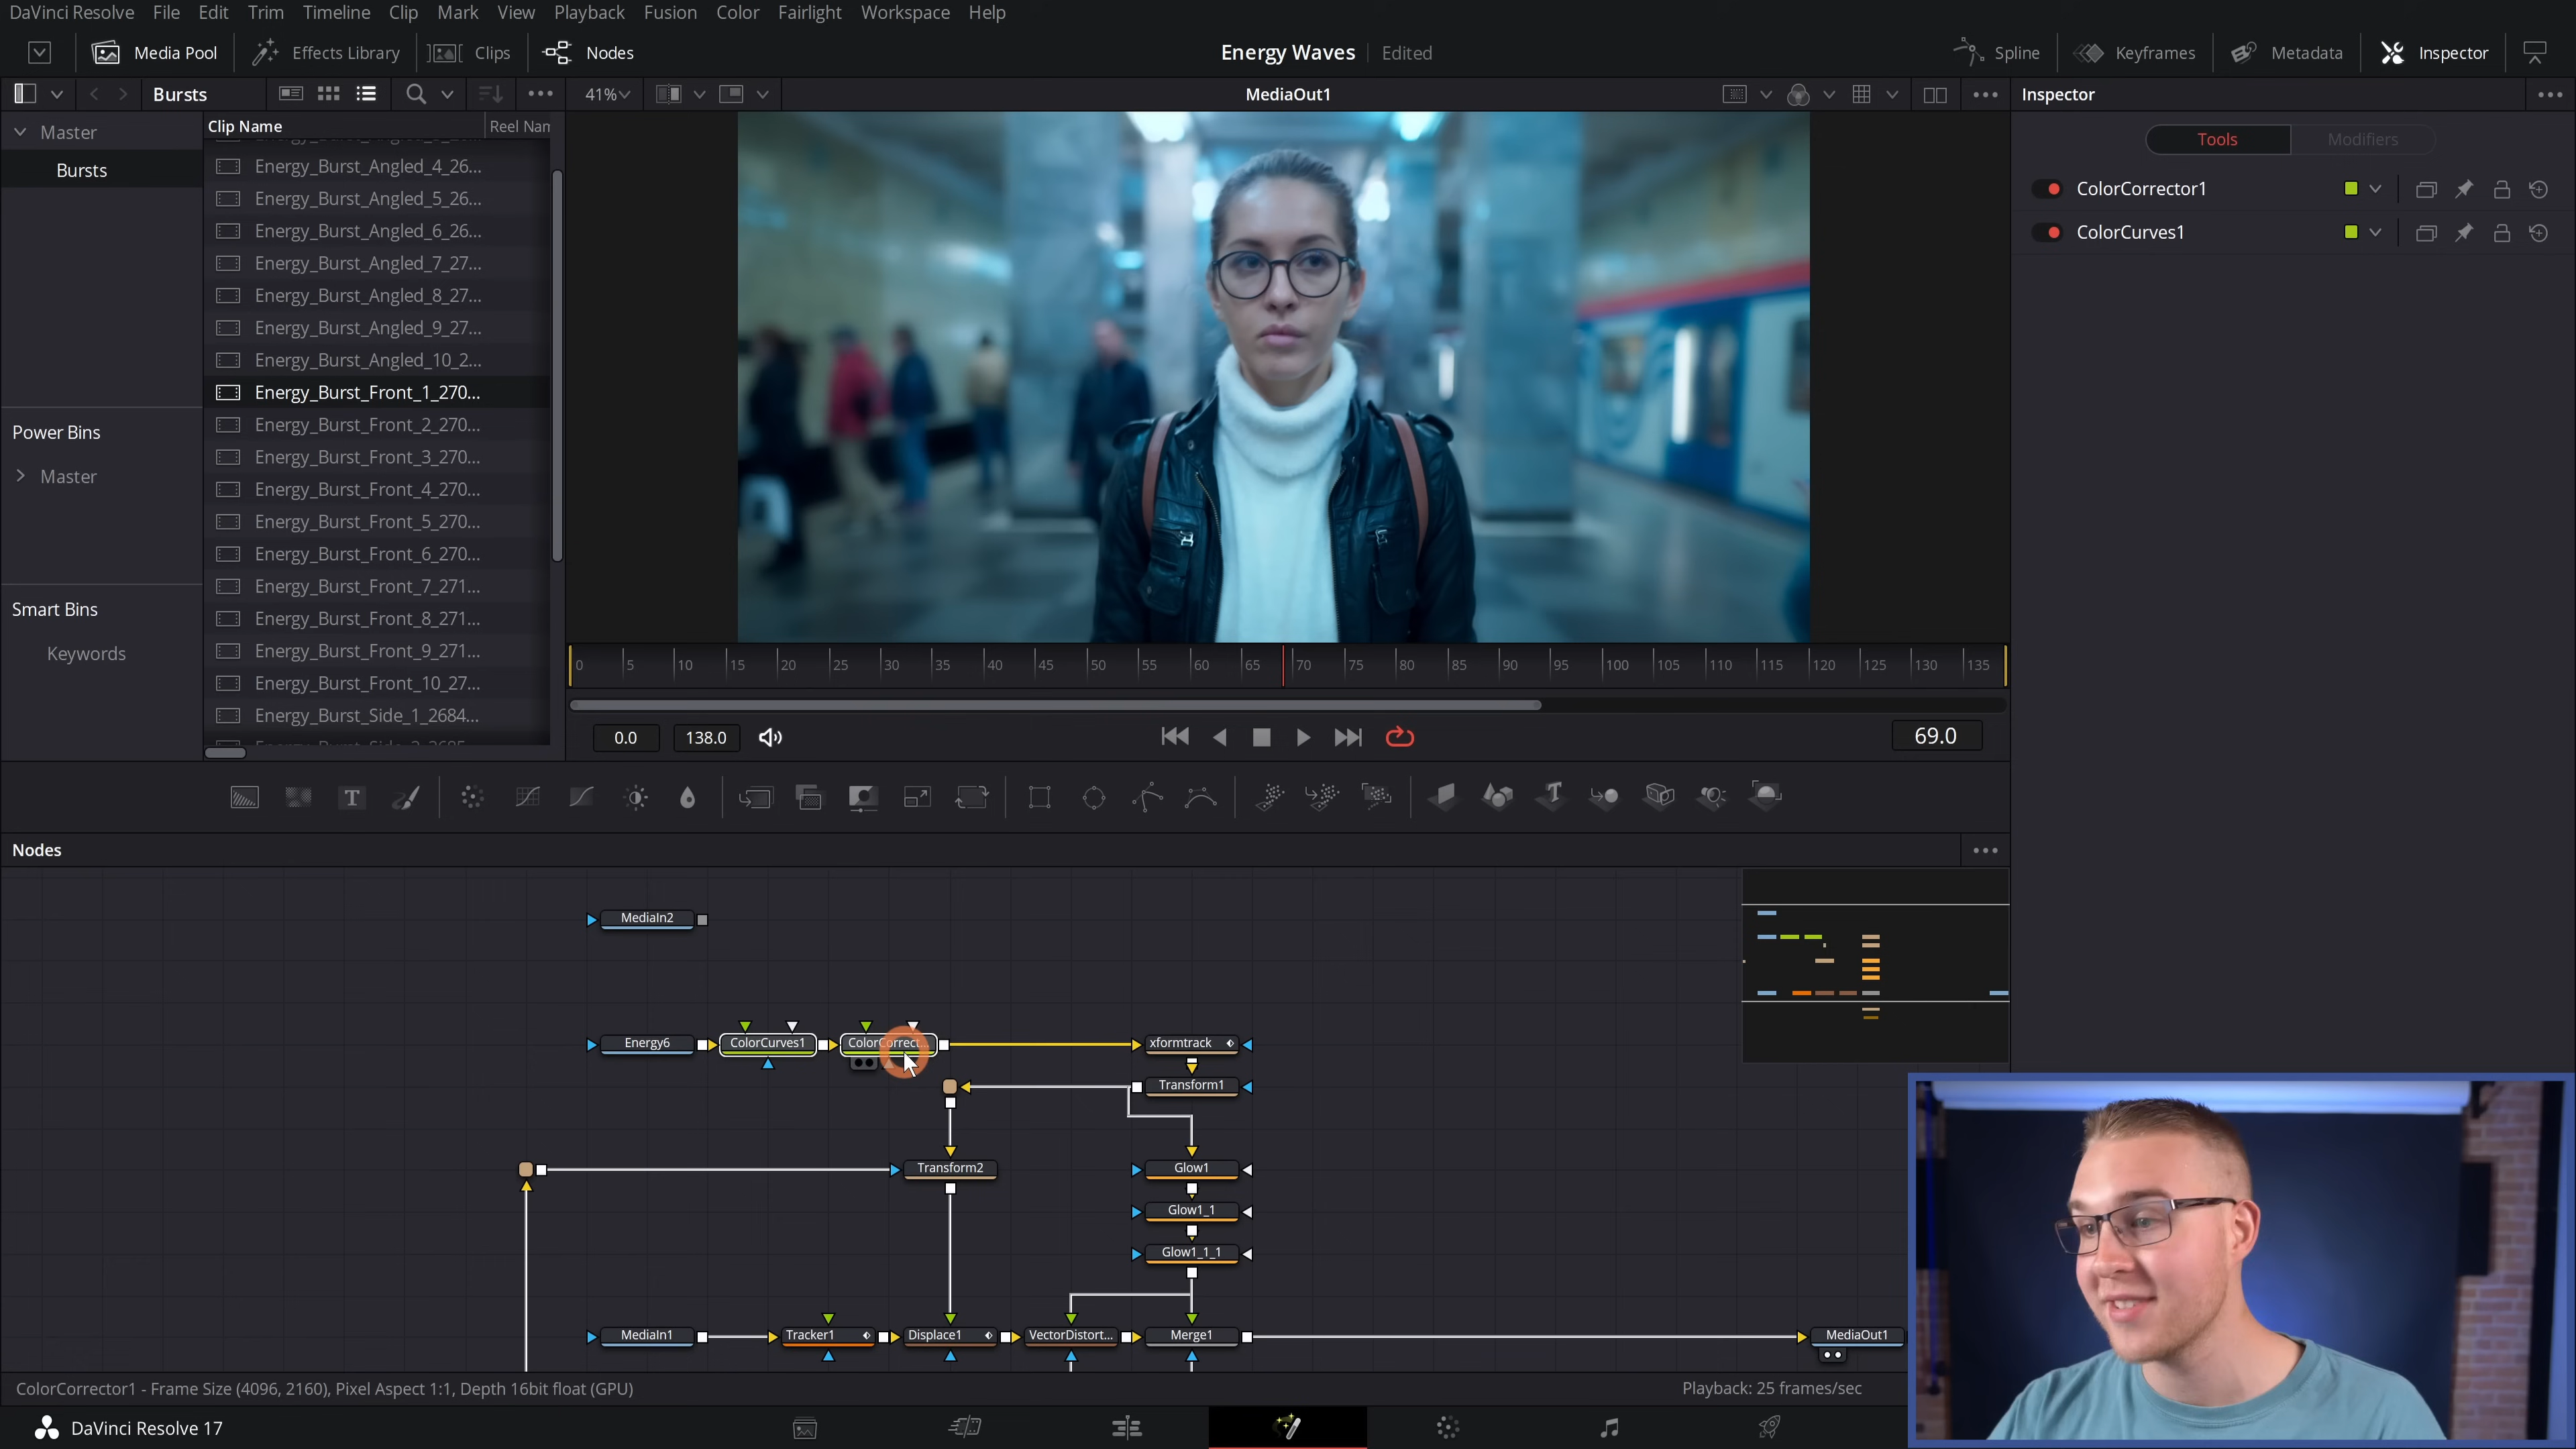 DaVinci Resolve File Edit Trim Timeline Clip Mark View Playback Fusion Color Fairlight Workspace Help
Media Pool Effects Library Clips Nodes Energy Waves Edited Spline Keyframes Metadata Inspector
Bursts 41% MediaOut1 Inspector
Master
Bursts
Power Bins
Master
Smart Bins
Keywords
Clip Name Reel Nam
Energy_Burst_Angled_4_26...
Energy_Burst_Angled_5_26...
Energy_Burst_Angled_6_26...
Energy_Burst_Angled_7_27...
Energy_Burst_Angled_8_27...
Energy_Burst_Angled_9_27...
Energy_Burst_Angled_10_2...
Energy_Burst_Front_1_270...
Energy_Burst_Front_2_270...
Energy_Burst_Front_3_270...
Energy_Burst_Front_4_270...
Energy_Burst_Front_5_270...
Energy_Burst_Front_6_270...
Energy_Burst_Front_7_271...
Energy_Burst_Front_8_271...
Energy_Burst_Front_9_271...
Energy_Burst_Front_10_27...
Energy_Burst_Side_1_2684...
Tools Modifiers
ColorCorrector1
ColorCurves1
0 5 10 15 20 25 30 35 40 45 50 55 60 65 70 75 80 85 90 95 100 105 110 115 120 125 130 135
0.0 138.0 69.0
T
Nodes
MediaIn2
Energy6 ColorCurves1 ColorCorrect... xformtrack
Transform1
Transform2 Glow1
Glow1_1
Glow1_1_1
MediaIn1 Tracker1 Displace1 VectorDistort... Merge1 MediaOut1
ColorCorrector1 - Frame Size (4096, 2160), Pixel Aspect 1:1, Depth 16bit float (GPU) Playback: 25 frames/sec
DaVinci Resolve 17